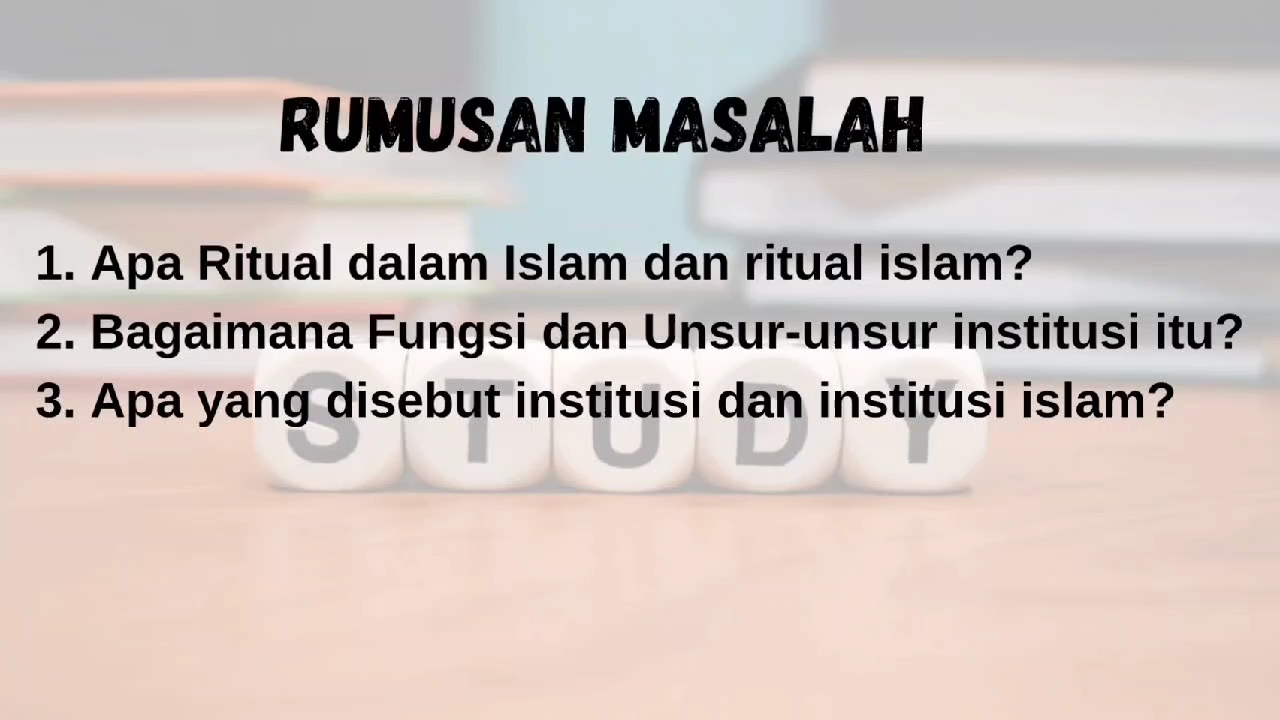 RUMUSAN MASALAH
1. Apa Ritual dalam Islam dan ritual islam?
2. Bagaimana Fungsi dan Unsur-unsur institusi itu?
3. Apa yang disebut institusi dan institusi islam?
STUDY